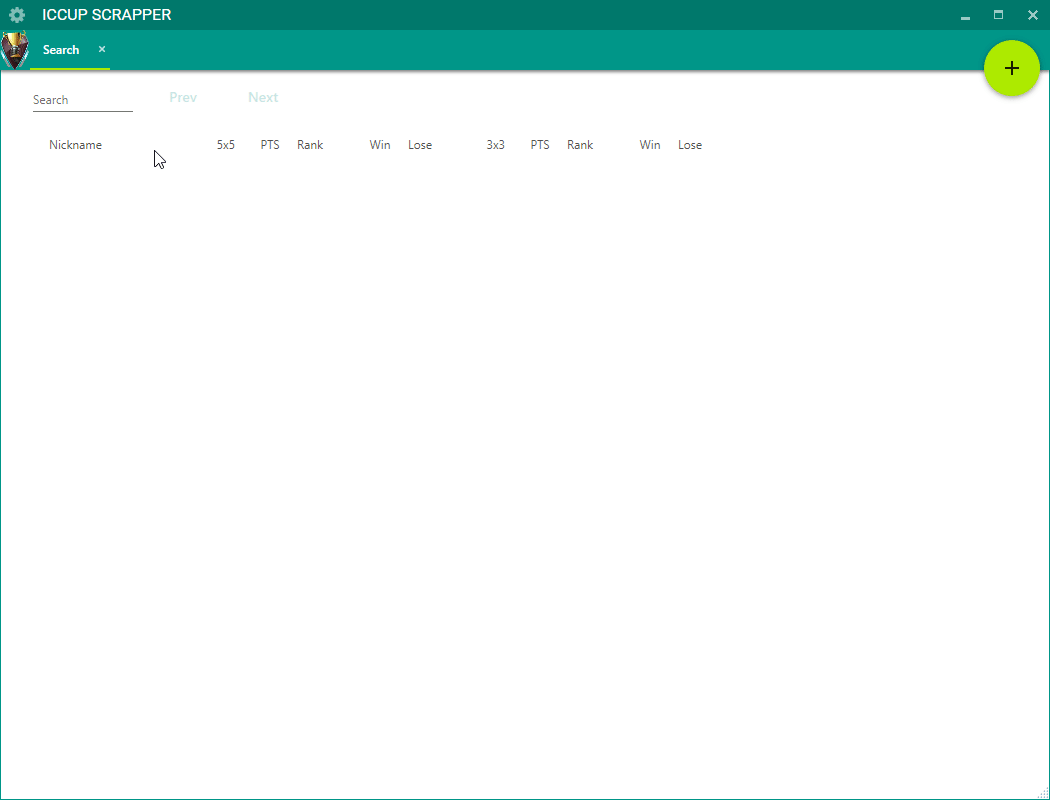 ICCUP SCRAPPER
Search ×
Search Prev Next
Nickname 5x5 PTS Rank Win Lose 3x3 PTS Rank Win Lose